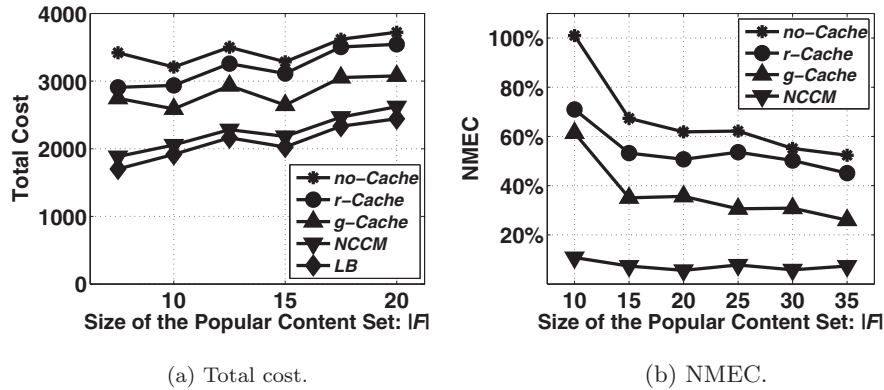 4000
3000
2000
1000
0
Total Cost
no-Cache
r-Cache
g-Cache
NCCM
LB
10
15
20
Size of the Popular Content Set: |F|
(a) Total cost.
100%
80%
60%
40%
20%
NMEC
no-Cache
r-Cache
g-Cache
NCCM
10
15
20
25
30
35
Size of the Popular Content Set: |F|
(b) NMEC.